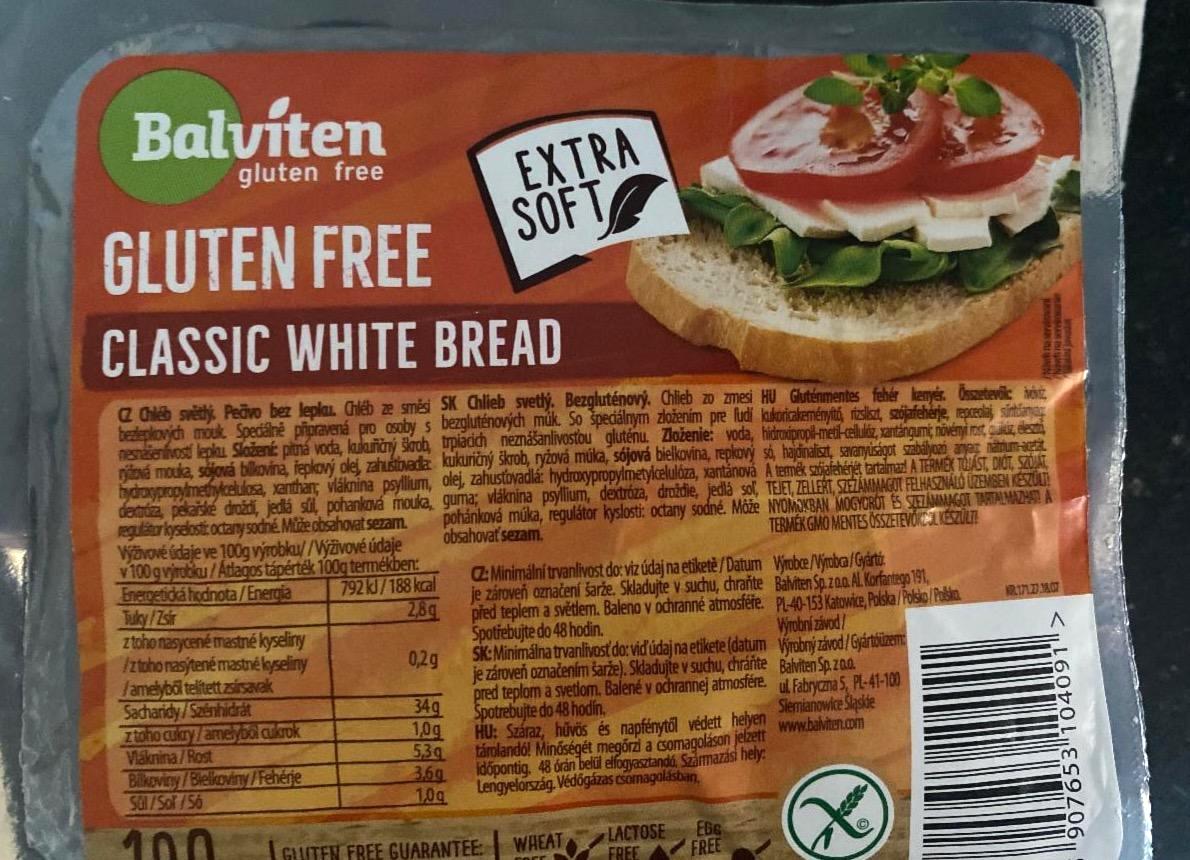 Balviten
gluten free
EXTRA
SOFT
GLUTEN FREE
CLASSIC WHITE BREAD
CZ Chléb světlý. Pečivo bez lepku. Chléb ze směsi
bezlepkových mouk. Speciálně připravená pro osoby s
nesnášenlivostí lepku. Složení: pitná voda, kukuřičný škrob,
rýžová mouka, sójová bílkovina, řepkový olej, zahušťovadla:
hydroxypropylmethylcelulosa, xanthan; vláknina psyllium,
dextróza, pekařské droždí, jedlá sůl, pohanková mouka,
regulátor kyselosti: octany sodné. Může obsahovat sezam.
SK Chlieb svetlý. Bezgluténový. Chlieb zo zmesi
bezgluténových múk. So špeciálnym zložením pre ľudí
trpiacich neznášanlivosťou gluténu. Zloženie: voda,
kukuričný škrob, ryžová múka, sójová bielkovina, repkový
olej, zahusťovadlá: hydroxypropylmetylcelulóza, xantánová
guma; vláknina psyllium, dextróza, droždie, jedlá soľ,
pohánková múka, regulátor kyslosti: octany sodné. Môže
obsahovať sezam.
HU Gluténmentes fehér kenyér. Összetevők: ivóvíz,
kukoricakeményítő, rizsliszt, szójafehérje, repceolaj,
hidroxipropil-metil-cellulóz, xantángumi; növényi rost, élesztő,
só, hajdinaliszt, savanyúságot szabályozó anyag: nátrium-acetát.
A termék szójafehérjét tartalmaz! A TERMÉK TOJÁST, DIÓT, SZÓJÁT,
TEJET, ZELLERT, SZEZÁMMAGOT FELHASZNÁLÓ ÜZEMBEN KÉSZÜLT!
NYOMOKBAN MOGYORÓT ÉS SZEZÁMMAGOT TARTALMAZHAT! A
TERMÉK GMO MENTES ÖSSZETEVŐKBŐL KÉSZÜLT!
Výživové údaje ve 100g výrobku/ /Výživové údaje
v 100 g výrobku / Átlagos tápérték 100g termékben:
Energetická hodnota / Energia 792 kJ / 188 kcal
Tuky / Zsír 2,8g
z toho nasycené mastné kyseliny
/z toho nasýtené mastné kyseliny 0,2 g
/amelyből telített zsírsavak
Sacharidy / Szénhidrát 34 g
z toho cukry / amelyből cukrok 1,0g
Vláknina / Rost 5,3 g
Bílkoviny / Bielkoviny / Fehérje 3,6g
Sůl / Soľ / Só 1,0g
CZ: Minimální trvanlivost do: viz údaj na etiketě / Datum
je zároveň označení šarže. Skladujte v suchu, chraňte
před teplem a světlem. Baleno v ochranné atmosféře.
Spotřebujte do 48 hodin.
SK: Minimálna trvanlivosť do: viď údaj na etikete (datum
je zároveň označením šarže). Skladujte v suchu, chráňte
pred teplom a svetlom. Balené v ochrannej atmosfére.
Spotrebujte do 48 hodín.
HU: Száraz, hűvös és napfénytől védett helyen
tárolandó! Minőségét megőrzi a csomagoláson jelzett
időpontig. 48 órán belül elfogyasztandó. Származási hely:
Lengyelország. Védőgázas csomagolásban.
Výrobce / Výrobca / Gyártó:
Balviten Sp. z o.o. Al. Korfantego 191,
PL-40-153 Katowice, Polska / Polsko / Poľsko.
Výrobní závod /
Výrobný závod / Gyártóüzem:
Balviten Sp. z o.o.
ul. Fabryczna 5, PL- 41-100
Siemianowice Śląskie
www.balviten.com
907653 104091 >
100
GLUTEN FREE GUARANTEE:
WHEAT
FREE
LACTOSE
FREE
EGG
FREE